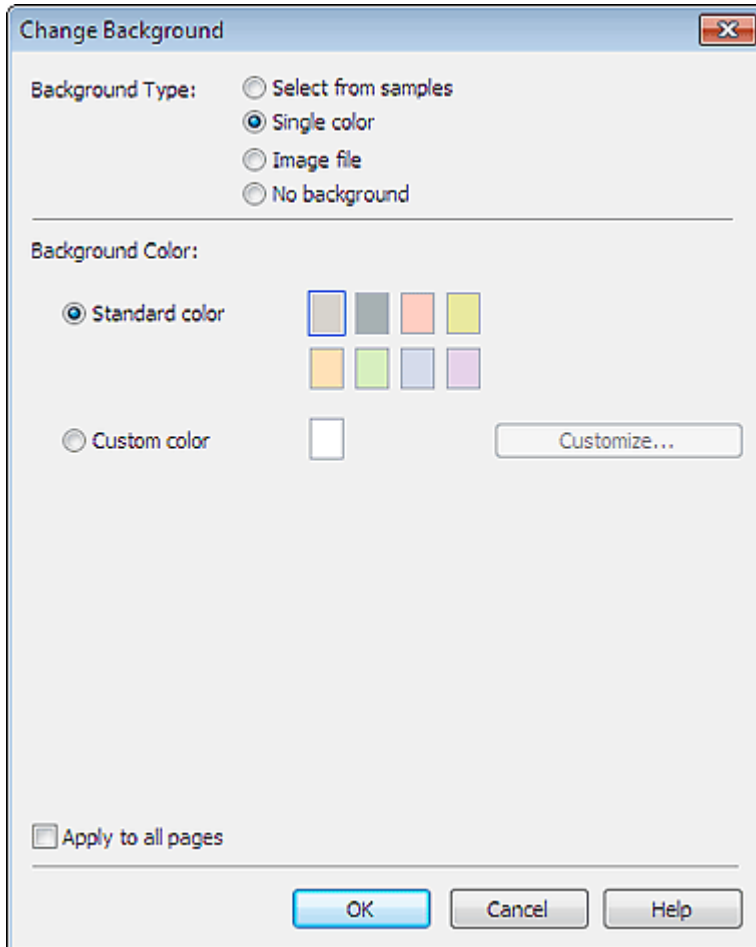 Change Background
Background Type:
Select from samples
Single color
Image file
No background
Background Color:
Standard color
Custom color
Customize...
Apply to all pages
OK
Cancel
Help